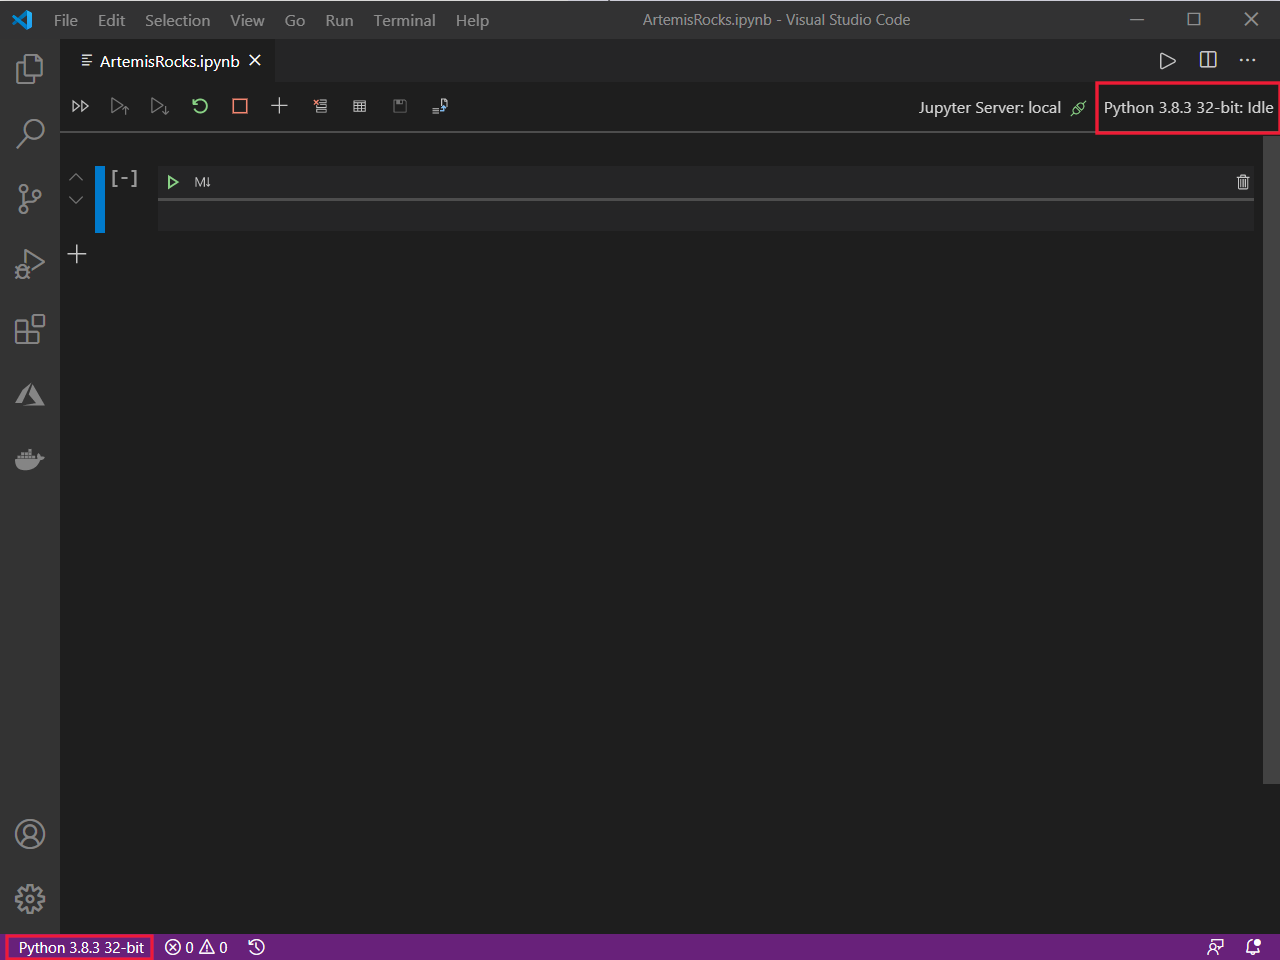 File Edit Selection View Go Run Terminal Help ArtemisRocks.ipynb - Visual Studio Code
ArtemisRocks.ipynb
Jupyter Server: local Python 3.8.3 32-bit: Idle
[-] M↓
Python 3.8.3 32-bit 0 0